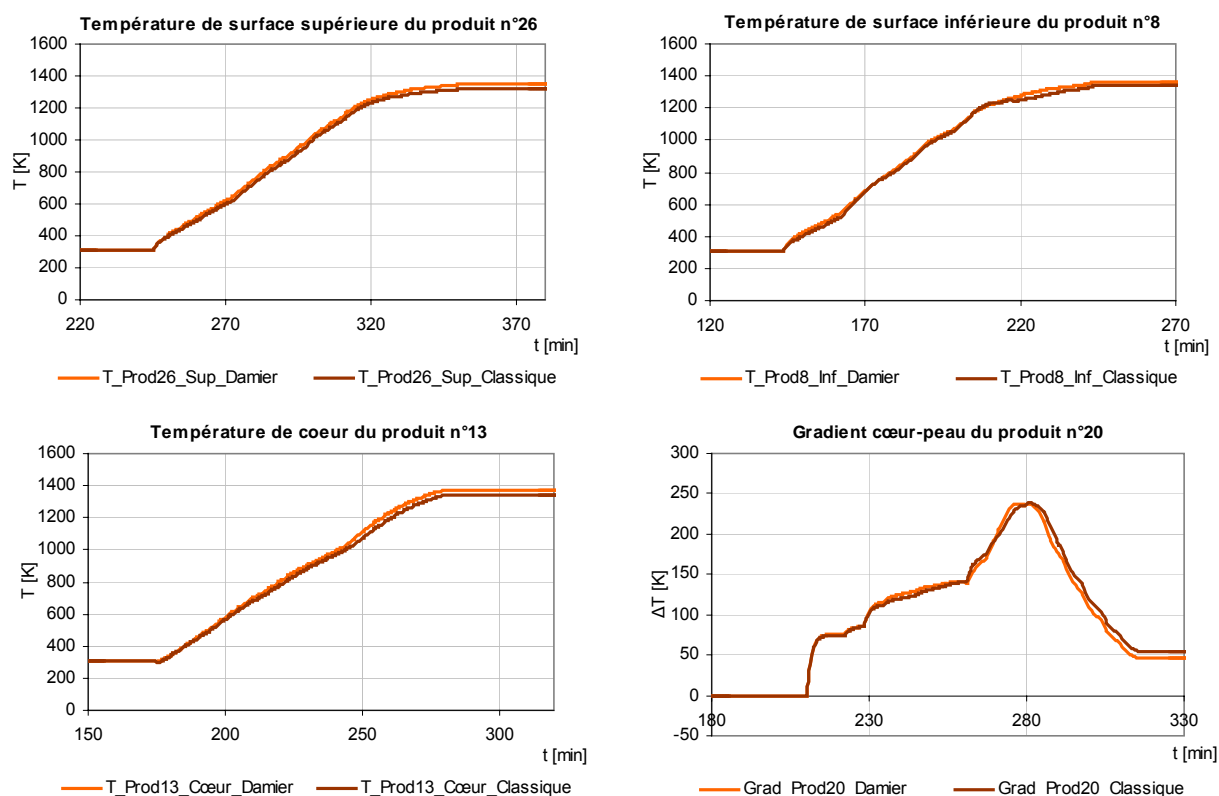 Température de surface supérieure du produit n°26
1600
1400
1200
1000
800
600
400
200
0
T [K]
220 270 320 370
t [min]
T_Prod26_Sup_Damier T_Prod26_Sup_Classique
Température de surface inférieure du produit n°8
1600
1400
1200
1000
800
600
400
200
0
T [K]
120 170 220 270
t [min]
T_Prod8_Inf_Damier T_Prod8_Inf_Classique
Température de coeur du produit n°13
1600
1400
1200
1000
800
600
400
200
0
T [K]
150 200 250 300
t [min]
T_Prod13_Cœur_Damier T_Prod13_Cœur_Classique
Gradient cœur-peau du produit n°20
300
250
200
150
100
50
0
-50
ΔT [K]
180 230 280 330
t [min]
Grad_Prod20_Damier Grad_Prod20_Classique